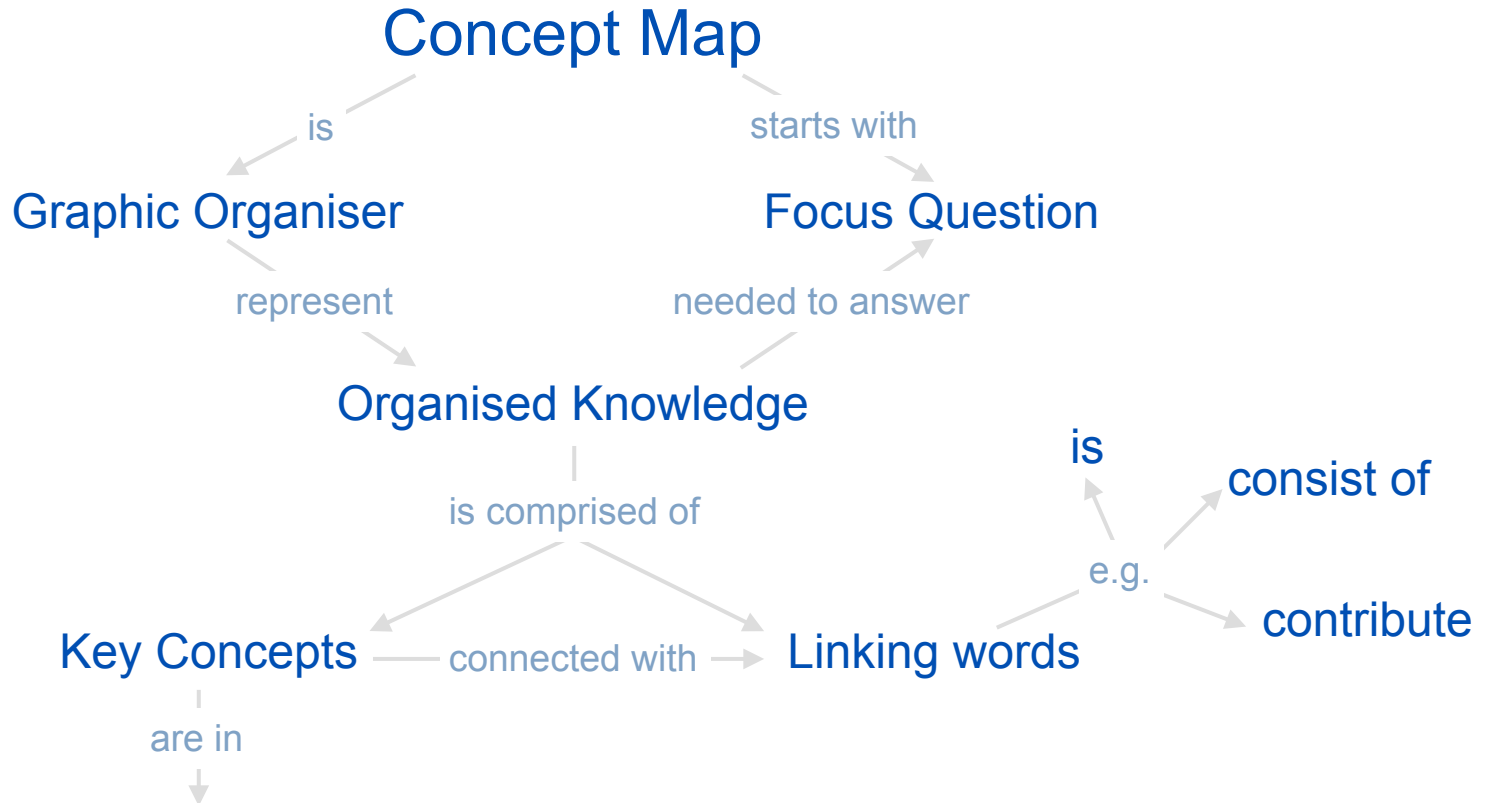 Concept Map
is
starts with
Graphic Organiser
Focus Question
represent
needed to answer
Organised Knowledge
is
consist of
is comprised of
e.g.
contribute
Key Concepts
connected with
Linking words
are in